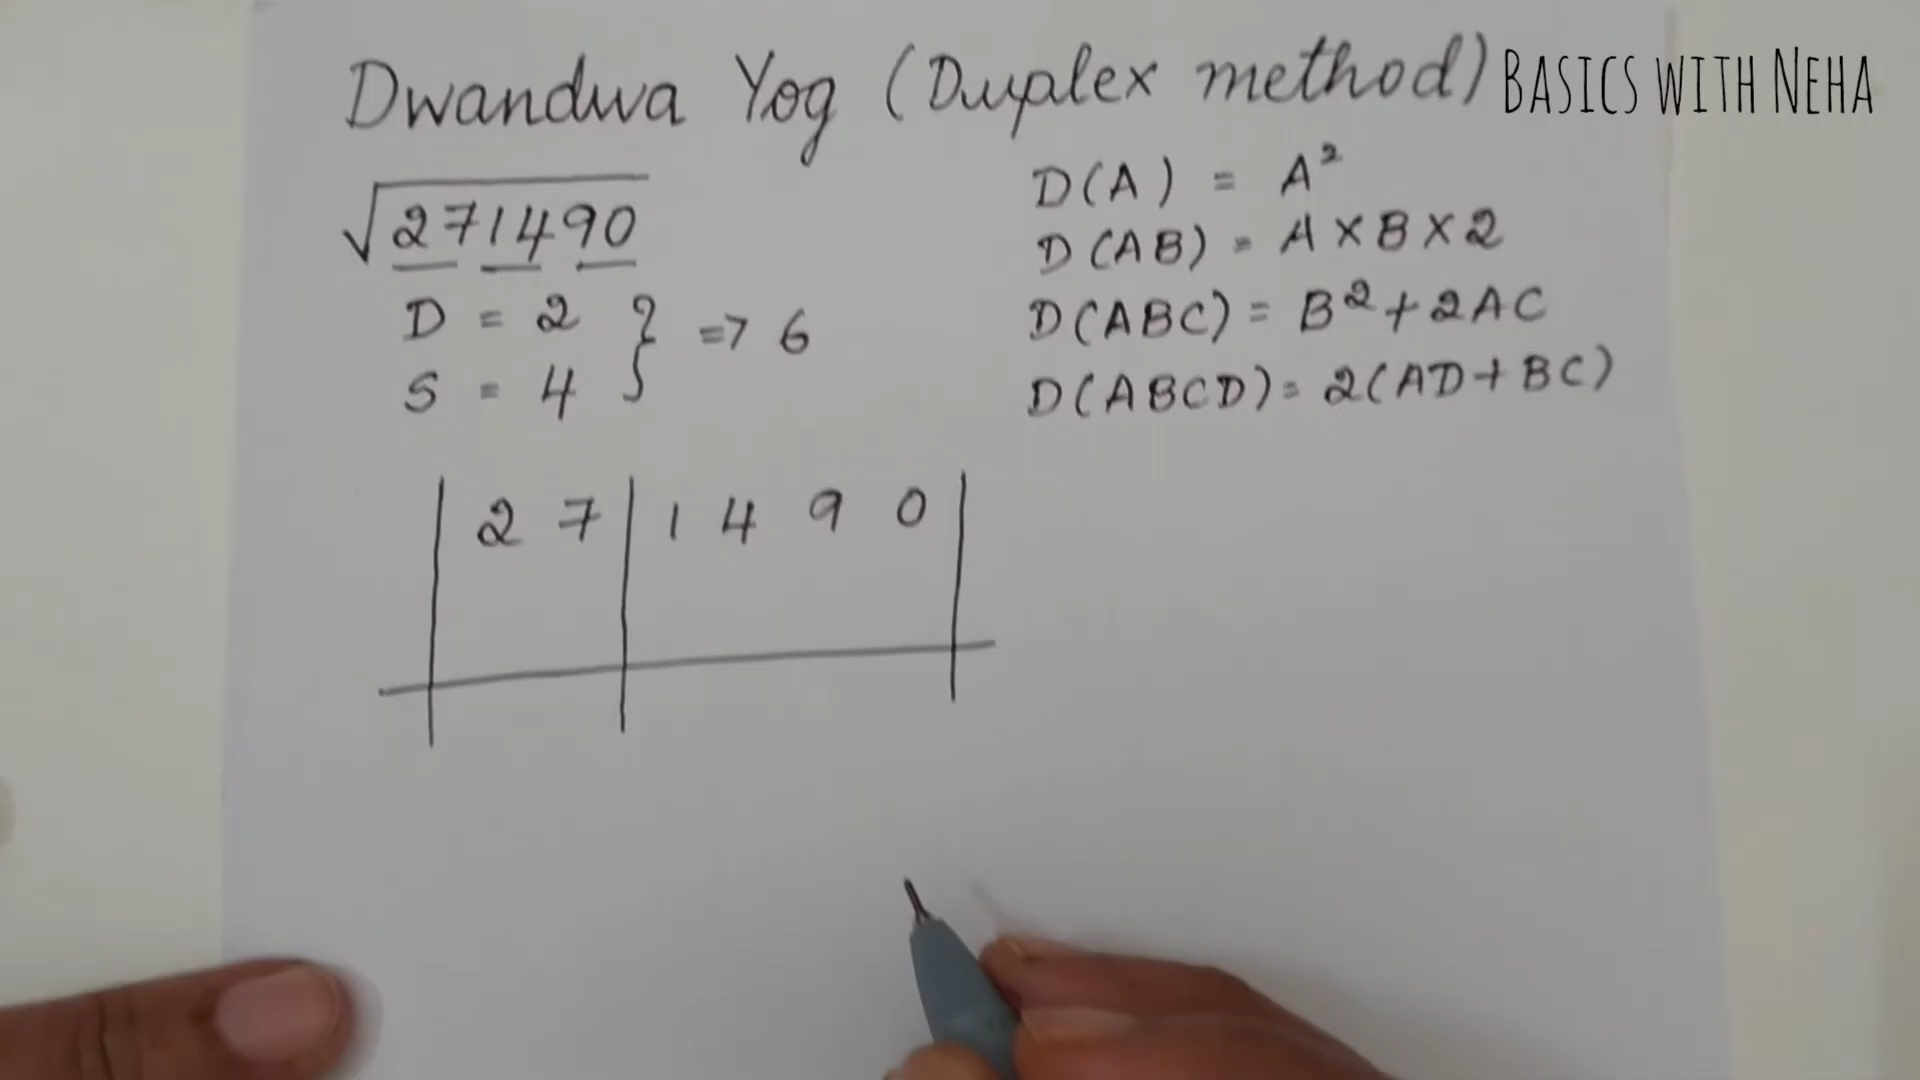 Dwandwa Yog (Duplex method)
BASICS WITH NEHA
√271490
D = 2
S = 4
} => 6
D(A) = A²
D(AB) = A×B×2
D(ABC) = B²+2AC
D(ABCD) = 2(AD+BC)
2 7 | 1 4 9 0